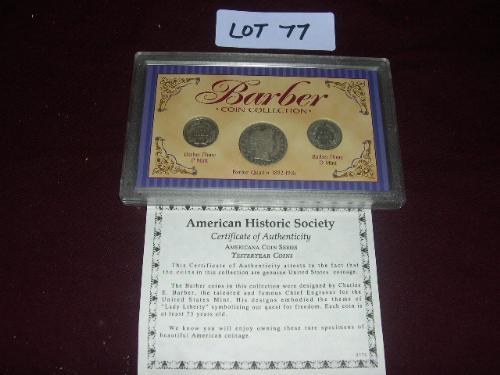 LOT 77
Barber
• COIN COLLECTION •
Barber Dime
Barber Dime
P Mint
O Mint
Barber Quarter 1892-1916
American Historic Society
Certificate of Authenticity
AMERICANA COIN SERIES
YESTERYEAR COINS
This Certificate of Authenticity attests to the fact that
the coins in this collection are genuine United States coinage.
The Barber coins in this collection were designed by Charles
E. Barber, the talented and famous Chief Engraver for the
United States Mint. His designs embodied the theme of
"Lady Liberty" symbolizing our quest for freedom. Each coin is
at least 75 years old.
We know you will enjoy owning these rare specimens of
beautiful American coinage.